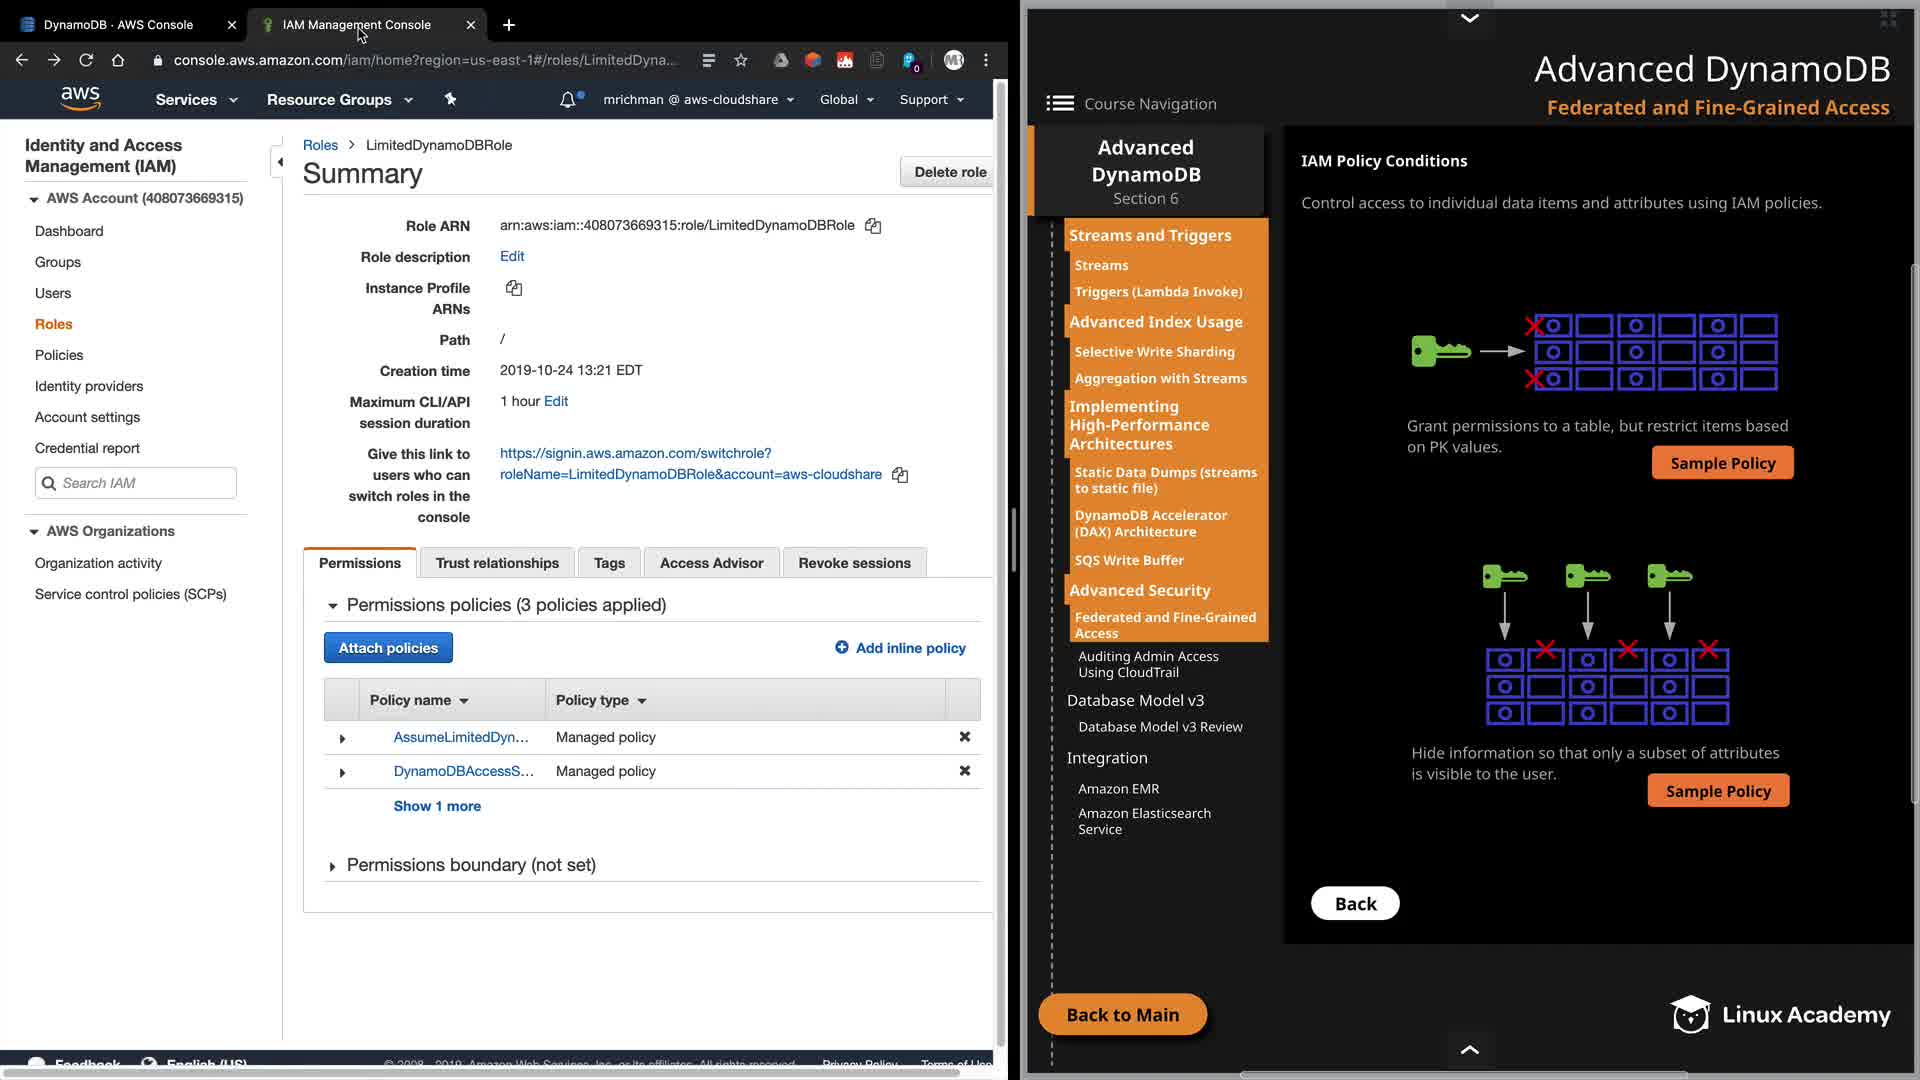 DynamoDB · AWS Console
IAM Management Console
console.aws.amazon.com/iam/home?region=us-east-1#/roles/LimitedDyna...
0
MR
aws
Services
Resource Groups
mrichman @ aws-cloudshare
Global
Support
Identity and Access
Management (IAM)
AWS Account (408073669315)
Dashboard
Groups
Users
Roles
Policies
Identity providers
Account settings
Credential report
Search IAM
AWS Organizations
Organization activity
Service control policies (SCPs)
Roles > LimitedDynamoDBRole
Summary
Delete role
Role ARN
arn:aws:iam::408073669315:role/LimitedDynamoDBRole
Role description
Edit
Instance Profile
ARNs
Path
/
Creation time
2019-10-24 13:21 EDT
Maximum CLI/API
session duration
1 hour Edit
Give this link to
users who can
switch roles in the
console
https://signin.aws.amazon.com/switchrole?
roleName=LimitedDynamoDBRole&account=aws-cloudshare
Permissions
Trust relationships
Tags
Access Advisor
Revoke sessions
Permissions policies (3 policies applied)
Attach policies
Add inline policy
Policy name
Policy type
AssumeLimitedDyn...
Managed policy
DynamoDBAccessS...
Managed policy
Show 1 more
Permissions boundary (not set)
Feedback
English (US)
© 2008 - 2019, Amazon Web Services, Inc. or its affiliates. All rights reserved.
Privacy Policy
Terms of Use
Advanced DynamoDB
Federated and Fine-Grained Access
Course Navigation
Advanced
DynamoDB
Section 6
Streams and Triggers
Streams
Triggers (Lambda Invoke)
Advanced Index Usage
Selective Write Sharding
Aggregation with Streams
Implementing
High-Performance
Architectures
Static Data Dumps (streams
to static file)
DynamoDB Accelerator
(DAX) Architecture
SQS Write Buffer
Advanced Security
Federated and Fine-Grained
Access
Auditing Admin Access
Using CloudTrail
Database Model v3
Database Model v3 Review
Integration
Amazon EMR
Amazon Elasticsearch
Service
Back to Main
IAM Policy Conditions
Control access to individual data items and attributes using IAM policies.
Grant permissions to a table, but restrict items based
on PK values.
Sample Policy
Hide information so that only a subset of attributes
is visible to the user.
Sample Policy
Back
Linux Academy